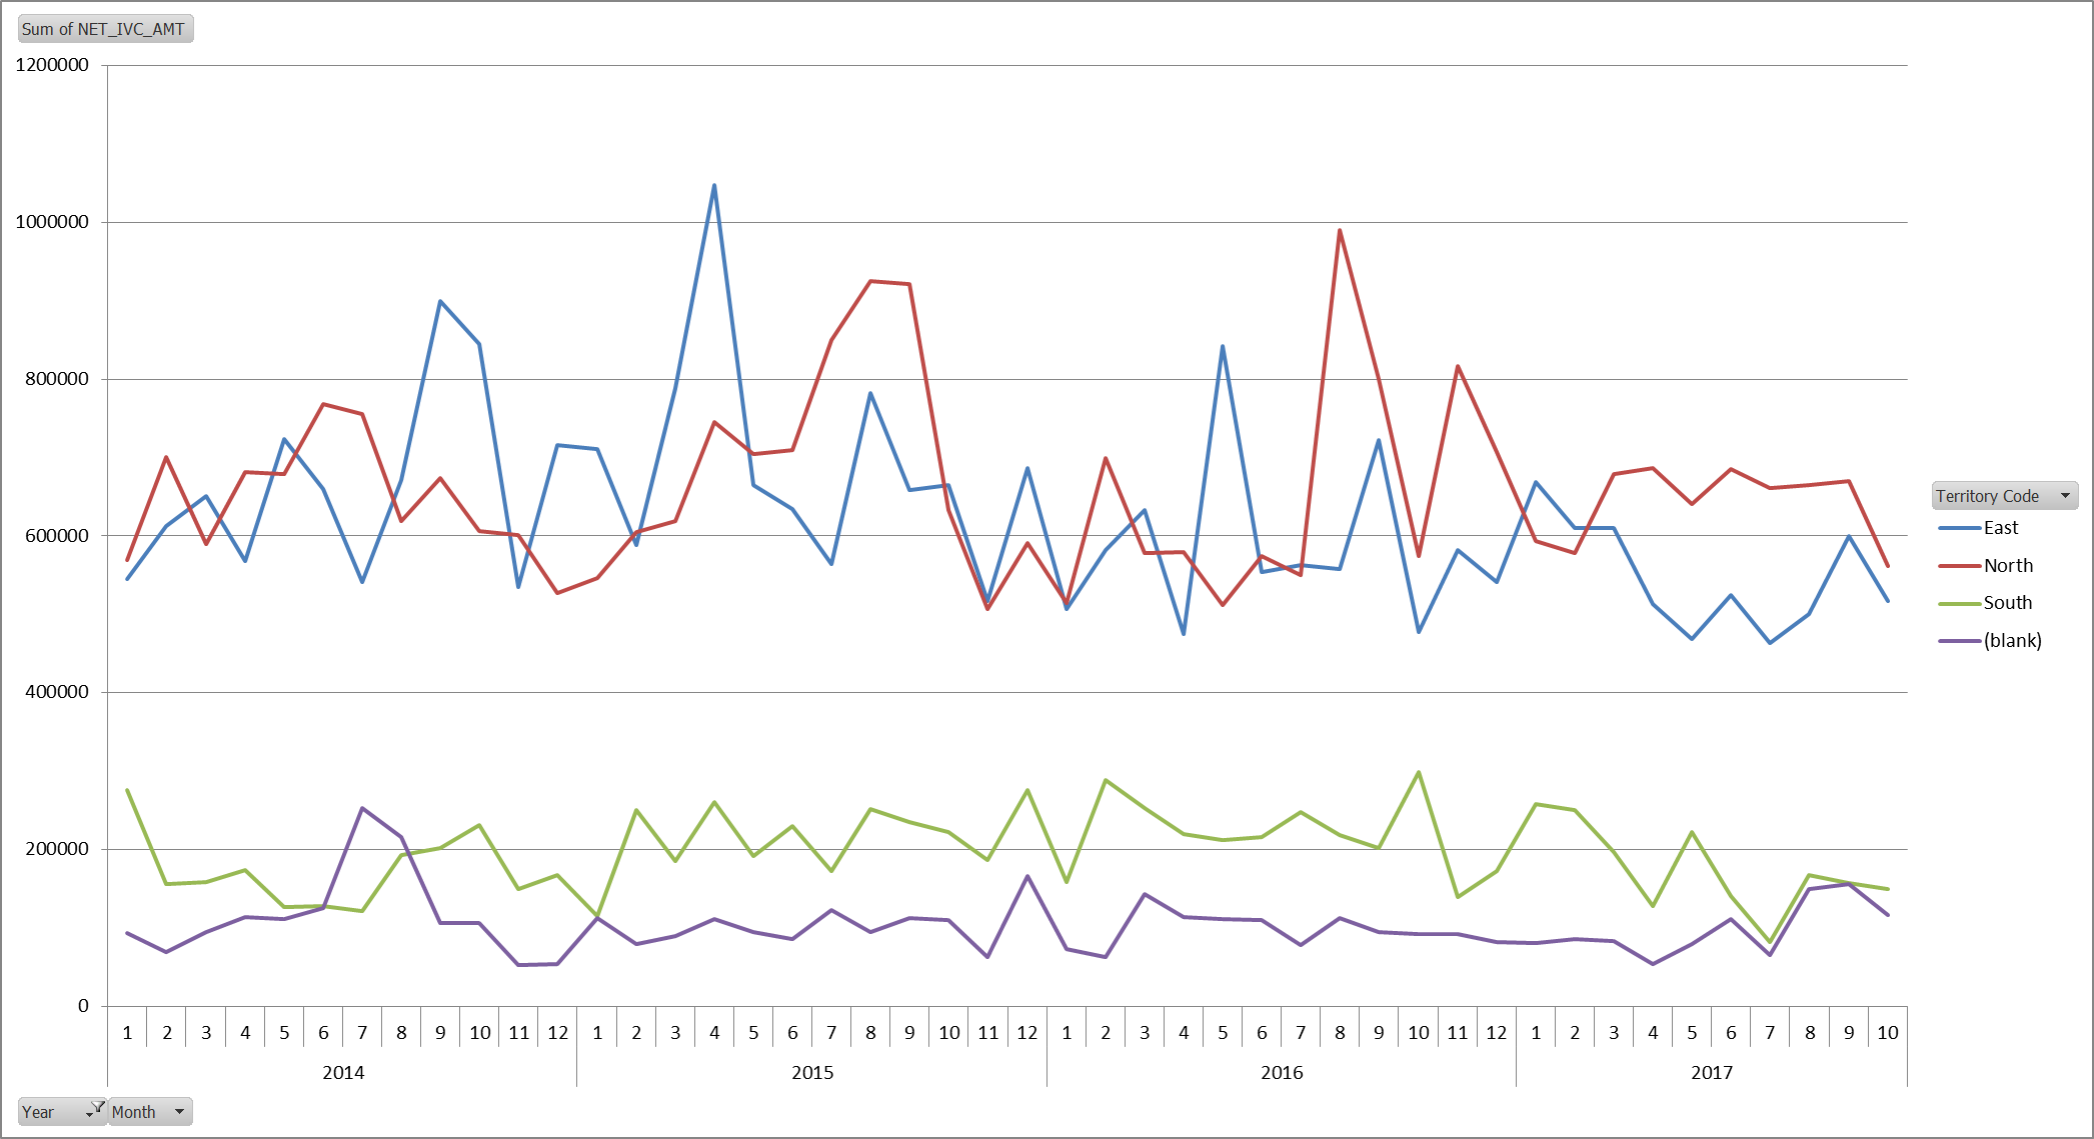 Sum of NET_IVC_AMT
1200000
1000000
800000
600000
400000
200000
0
1 2 3 4 5 6 7 8 9 10 11 12 1 2 3 4 5 6 7 8 9 10 11 12 1 2 3 4 5 6 7 8 9 10 11 12 1 2 3 4 5 6 7 8 9 10
2014 2015 2016 2017
Territory Code
East
North
South
(blank)
Year Month